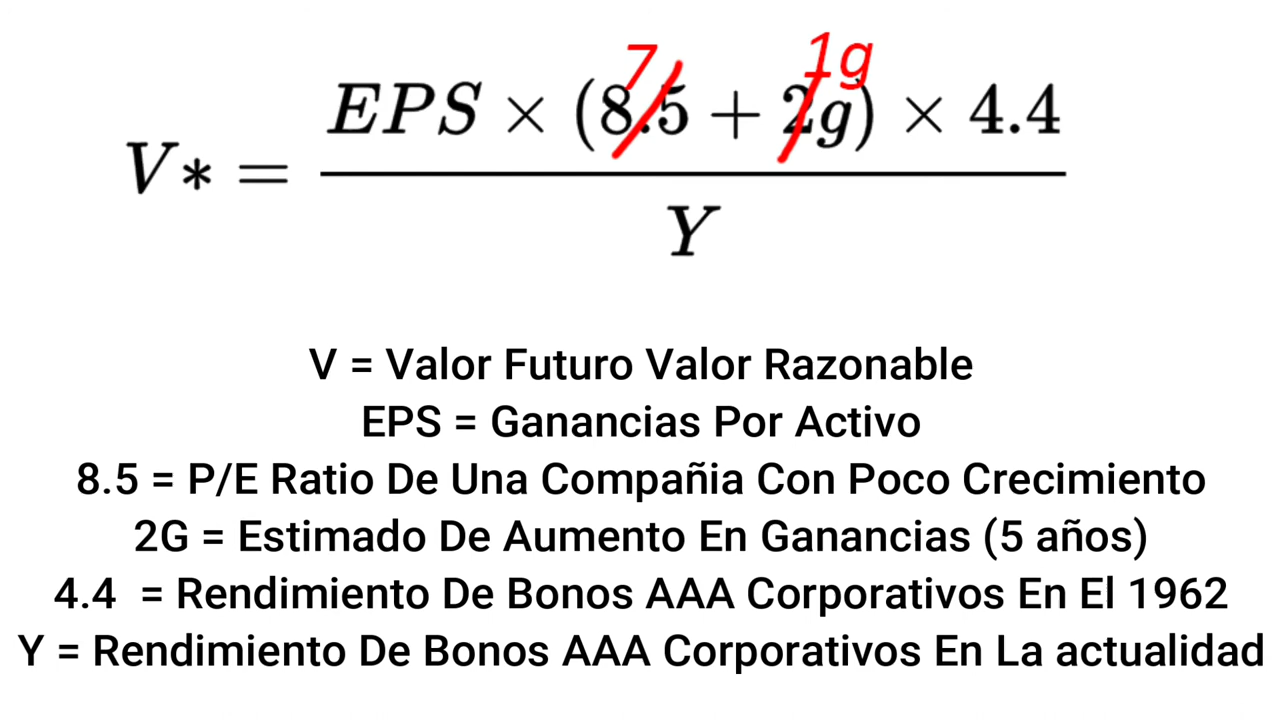 7 1g
V* = EPS × (8.5 + 2g) × 4.4
Y
V = Valor Futuro Valor Razonable
EPS = Ganancias Por Activo
8.5 = P/E Ratio De Una Compañia Con Poco Crecimiento
2G = Estimado De Aumento En Ganancias (5 años)
4.4 = Rendimiento De Bonos AAA Corporativos En El 1962
Y = Rendimiento De Bonos AAA Corporativos En La actualidad